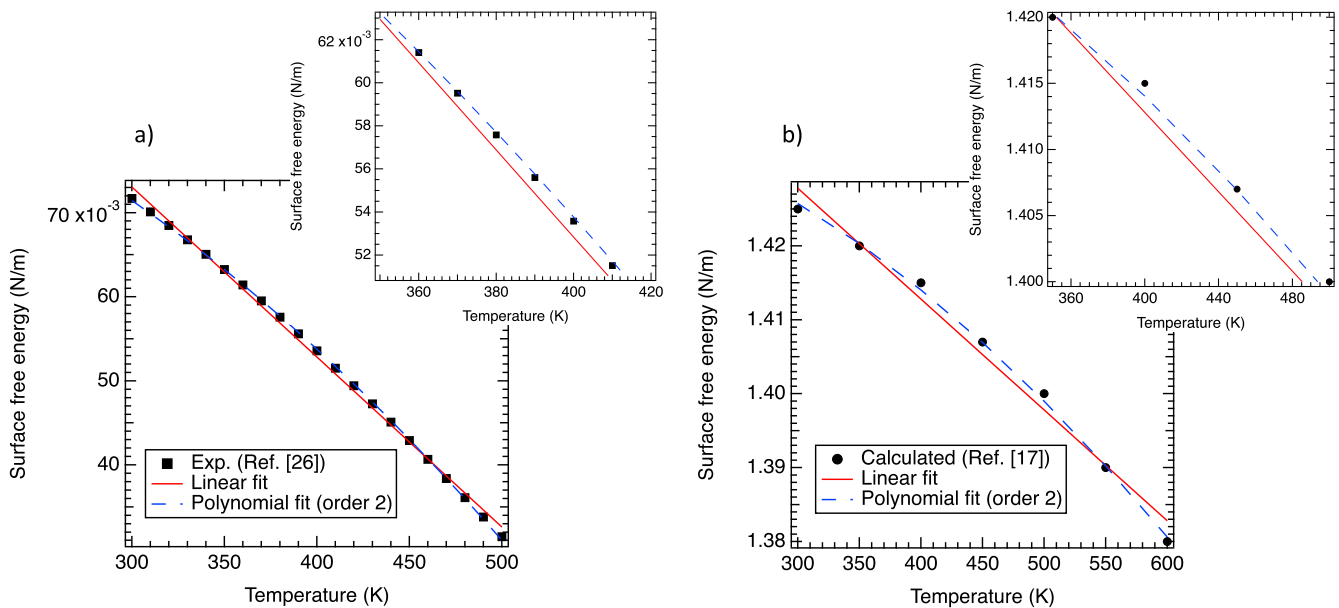 a)
Surface free energy (N/m)
70 x10⁻³
60
50
40
300
350
400
450
500
Temperature (K)
Exp. (Ref. [26])
Linear fit
Polynomial fit (order 2)
Surface free energy (N/m)
62 x10⁻³
60
58
56
54
52
360
380
400
420
Temperature (K)
b)
Surface free energy (N/m)
1.42
1.41
1.40
1.39
1.38
300
350
400
450
500
550
600
Temperature (K)
Calculated (Ref. [17])
Linear fit
Polynomial fit (order 2)
Surface free energy (N/m)
1.420
1.415
1.410
1.405
1.400
360
400
440
480
Temperature (K)